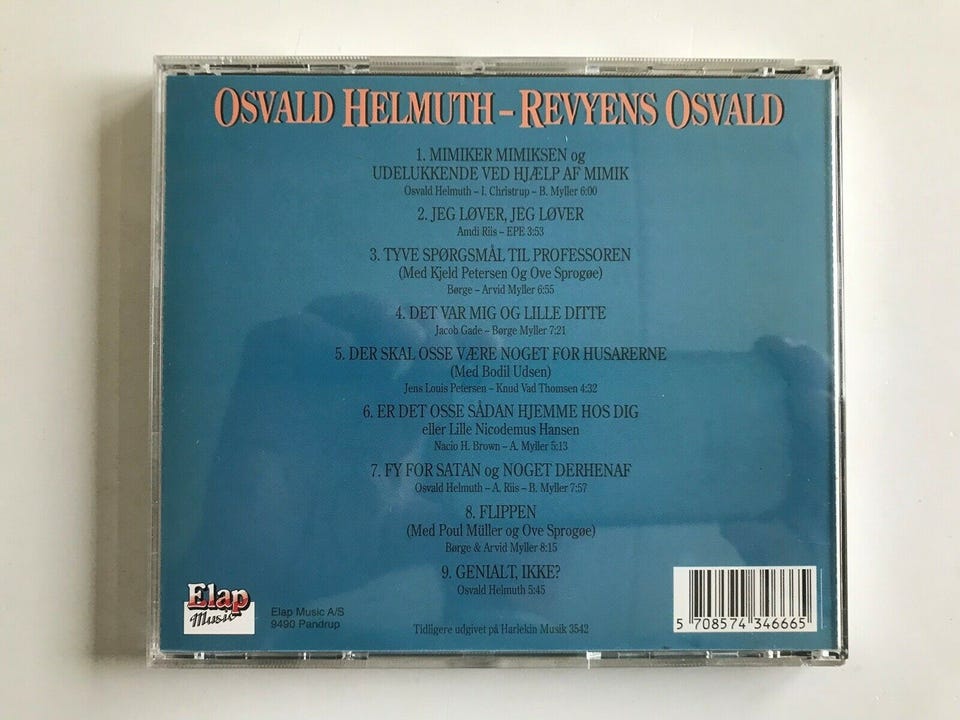 OSVALD HELMUTH – REVYENS OSVALD
1. MIMIKER MIMIKSEN og
UDELUKKENDE VED HJÆLP AF MIMIK
Osvald Helmuth – I. Christrup – B. Myller 6:00
2. JEG LØVER, JEG LØVER
Amdi Riis – EPE 3:53
3. TYVE SPØRGSMÅL TIL PROFESSOREN
(Med Kjeld Petersen Og Ove Sprogøe)
Børge – Arvid Myller 6:55
4. DET VAR MIG OG LILLE DITTE
Jacob Gade – Børge Myller 7:21
5. DER SKAL OSSE VÆRE NOGET FOR HUSARERNE
(Med Bodil Udsen)
Jens Louis Petersen – Knud Vad Thomsen 4:32
6. ER DET OSSE SÅDAN HJEMME HOS DIG
eller Lille Nicodemus Hansen
Nacio H. Brown – A. Myller 5:13
7. FY FOR SATAN og NOGET DERHENAF
Osvald Helmuth – A. Riis – B. Myller 7:57
8. FLIPPEN
(Med Poul Müller og Ove Sprogøe)
Børge & Arvid Myller 8:15
9. GENIALT, IKKE?
Osvald Helmuth 5:45
Elap
Music
Elap Music A/S
9490 Pandrup
Tidligere udgivet på Harlekin Musik 3542
5 708574 346665